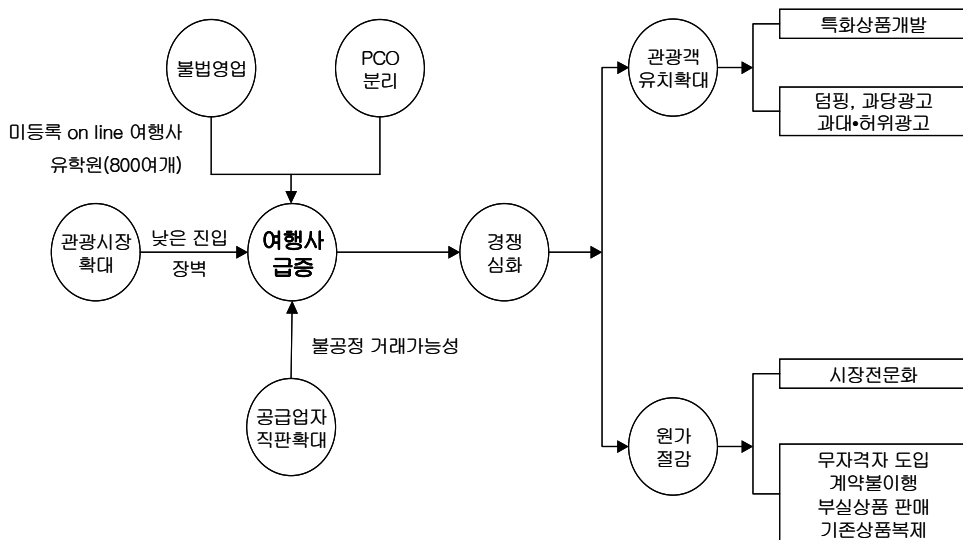 불법영업
PCO
분리
미등록 on line 여행사
유학원(800여개)
관광시장
확대
낮은 진입
장벽
여행사
급증
불공정 거래가능성
공급업자
직판확대
경쟁
심화
관광객
유치확대
특화상품개발
덤핑, 과당광고
과대•허위광고
원가
절감
시장전문화
무자격자 도입
계약불이행
부실상품 판매
기존상품복제